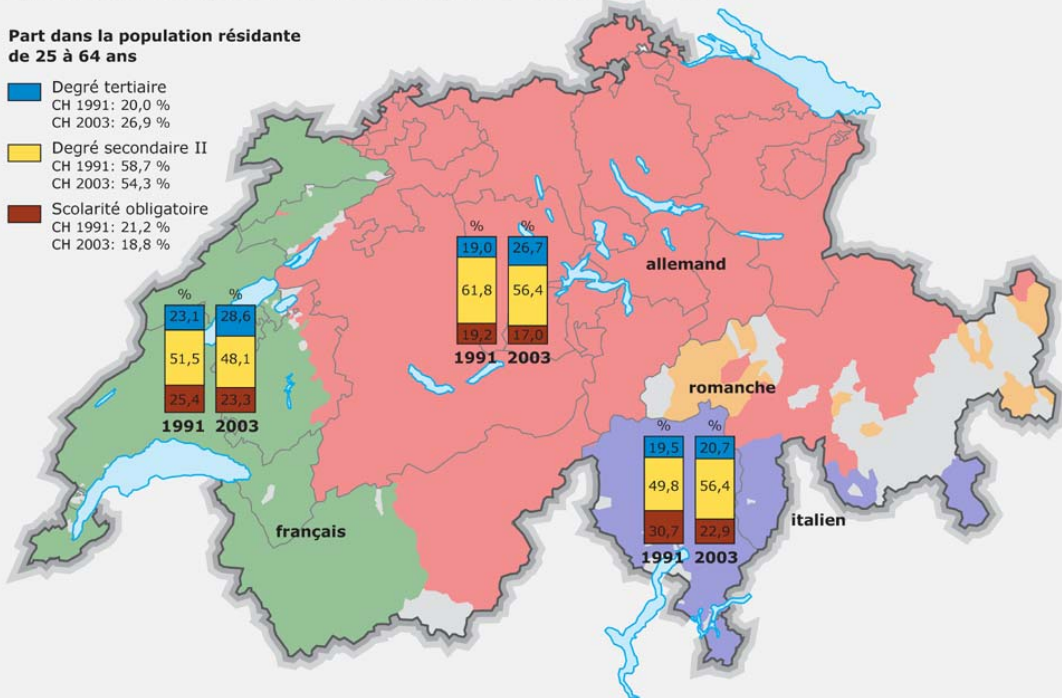 Part dans la population résidante
de 25 à 64 ans
Degré tertiaire
CH 1991: 20,0 %
CH 2003: 26,9 %
Degré secondaire II
CH 1991: 58,7 %
CH 2003: 54,3 %
Scolarité obligatoire
CH 1991: 21,2 %
CH 2003: 18,8 %
% %
19,0 26,7
61,8 56,4
19,2 17,0
1991 2003
allemand
% %
23,1 28,6
51,5 48,1
25,4 23,3
1991 2003
romanche
% %
19,5 20,7
49,8 56,4
30,7 22,9
1991 2003
italien
français